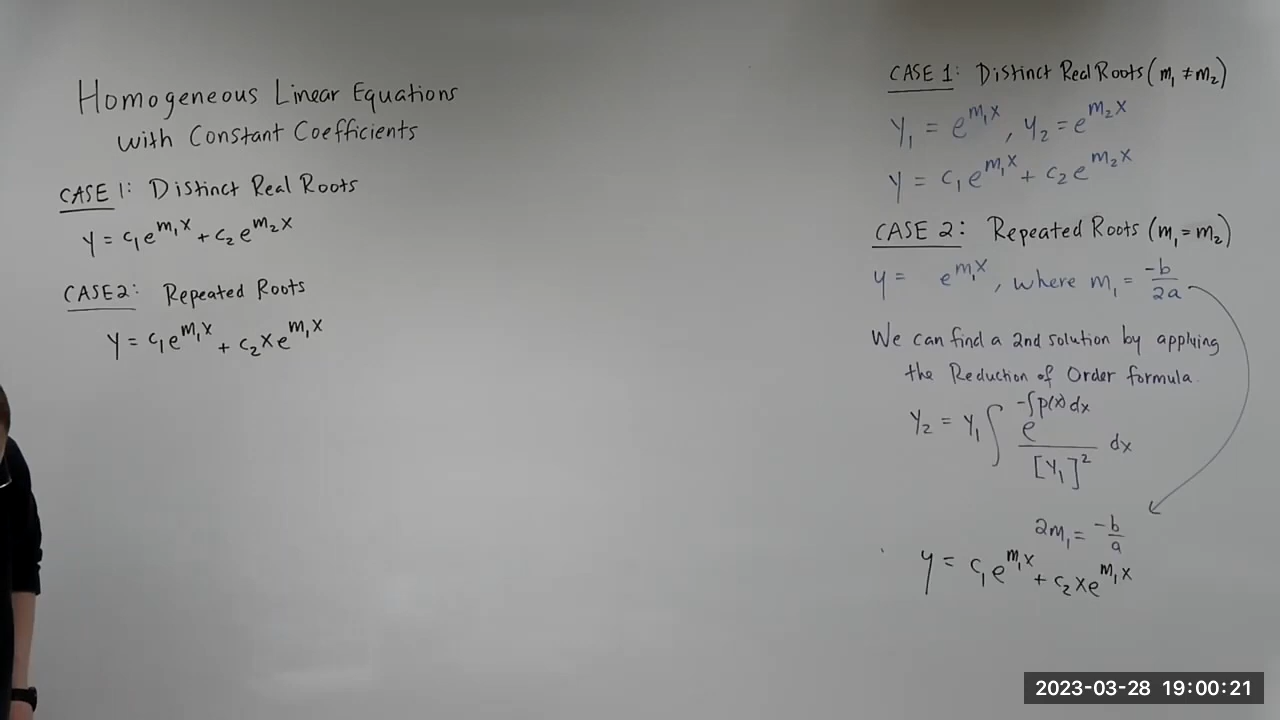 Homogeneous Linear Equations
with Constant Coefficients
CASE 1: Distinct Real Roots
y = c₁e^{m₁x} + c₂e^{m₂x}
CASE2: Repeated Roots
y = c₁e^{m₁x} + c₂xe^{m₁x}
CASE 1: Distinct Real Roots (m₁ ≠ m₂)
y₁ = e^{m₁x}, y₂ = e^{m₂x}
y = c₁e^{m₁x} + c₂e^{m₂x}
CASE 2: Repeated Roots (m₁ = m₂)
y = e^{m₁x}, where m₁ = -b/2a
We can find a 2nd solution by applying
the Reduction of Order formula.
y₂ = y₁ ∫ e^{-∫p(x)dx} / [y₁]² dx
2m₁ = -b/a
y = c₁e^{m₁x} + c₂xe^{m₁x}
2023-03-28 19:00:21